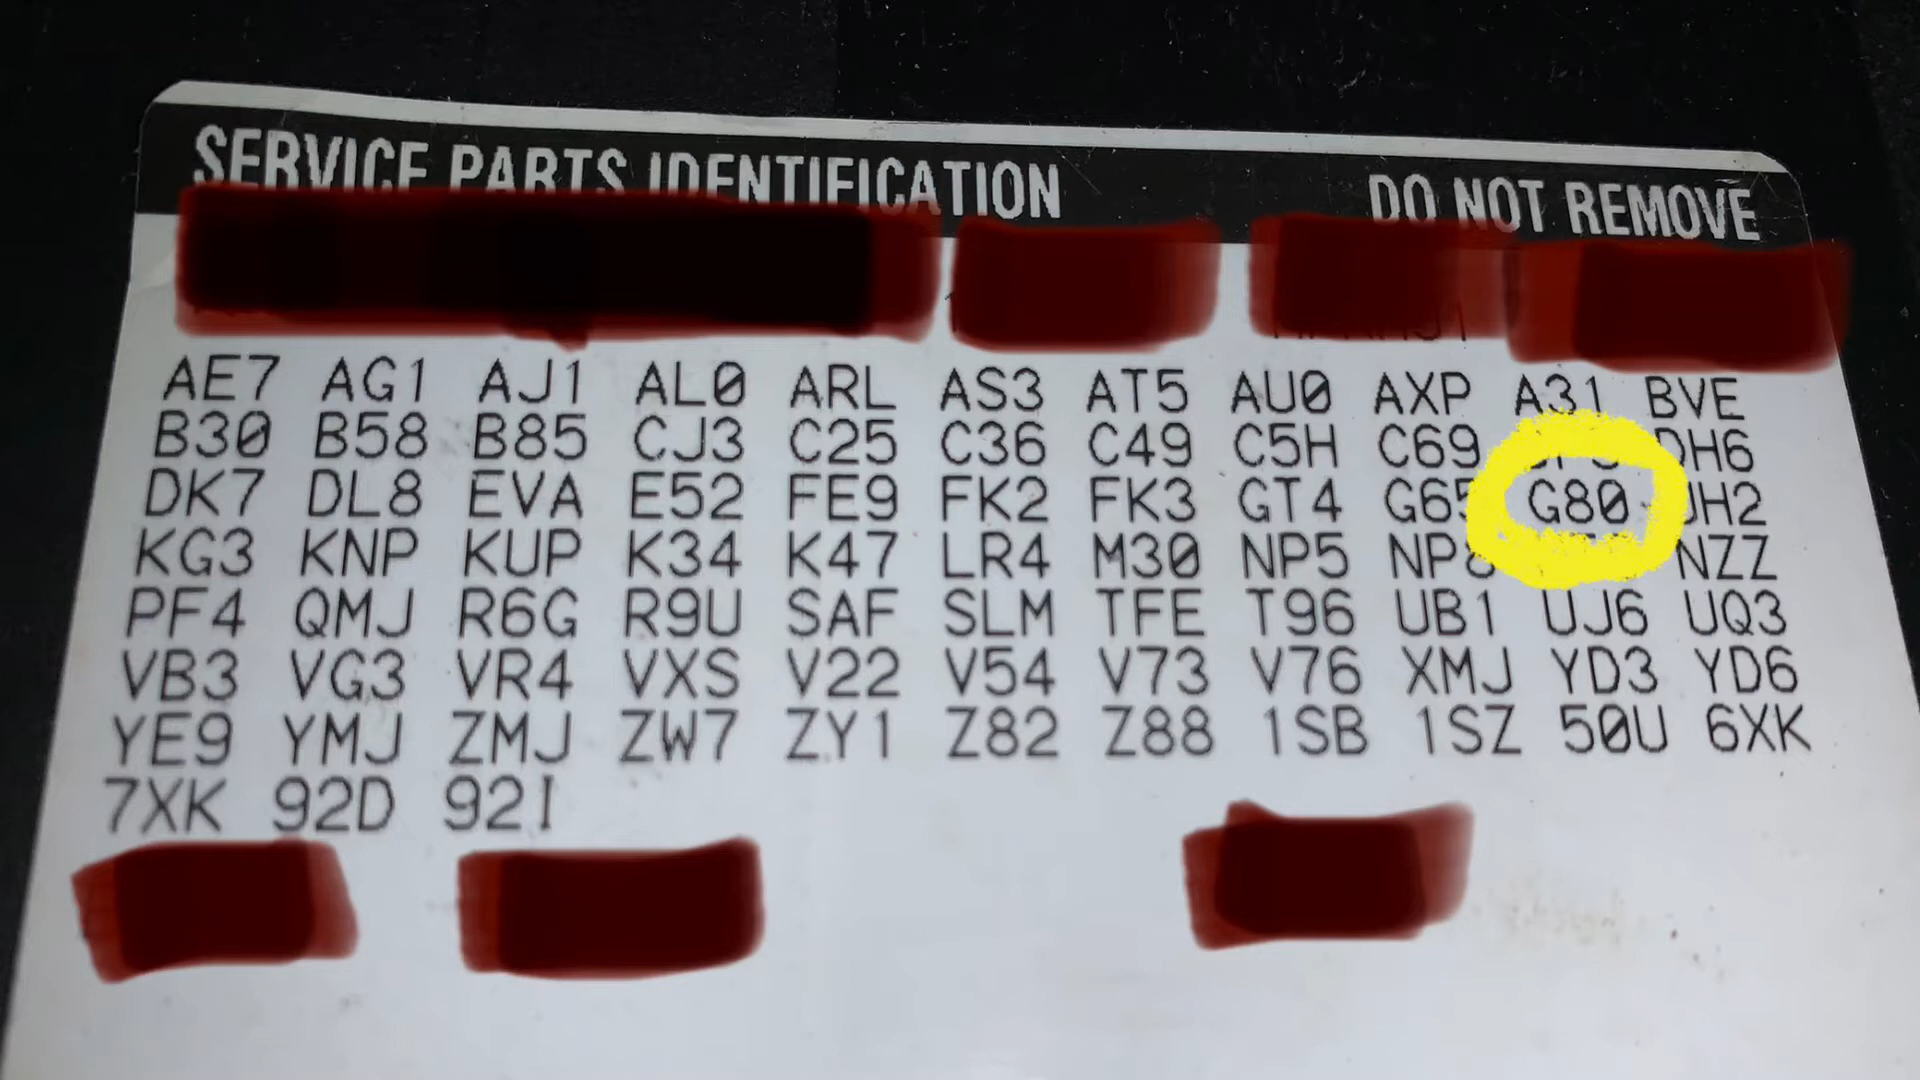 SERVICE PARTS IDENTIFICATION DO NOT REMOVE
AE7 AG1 AJ1 AL0 ARL AS3 AT5 AU0 AXP A31 BVE
B30 B58 B85 CJ3 C25 C36 C49 C5H C69 DH6
DK7 DL8 EVA E52 FE9 FK2 FK3 GT4 G65 G80 JH2
KG3 KNP KUP K34 K47 LR4 M30 NP5 NP8 NZZ
PF4 QMJ R6G R9U SAF SLM TFE T96 UB1 UJ6 UQ3
VB3 VG3 VR4 VXS V22 V54 V73 V76 XMJ YD3 YD6
YE9 YMJ ZMJ ZW7 ZY1 Z82 Z88 1SB 1SZ 50U 6XK
7XK 92D 92I